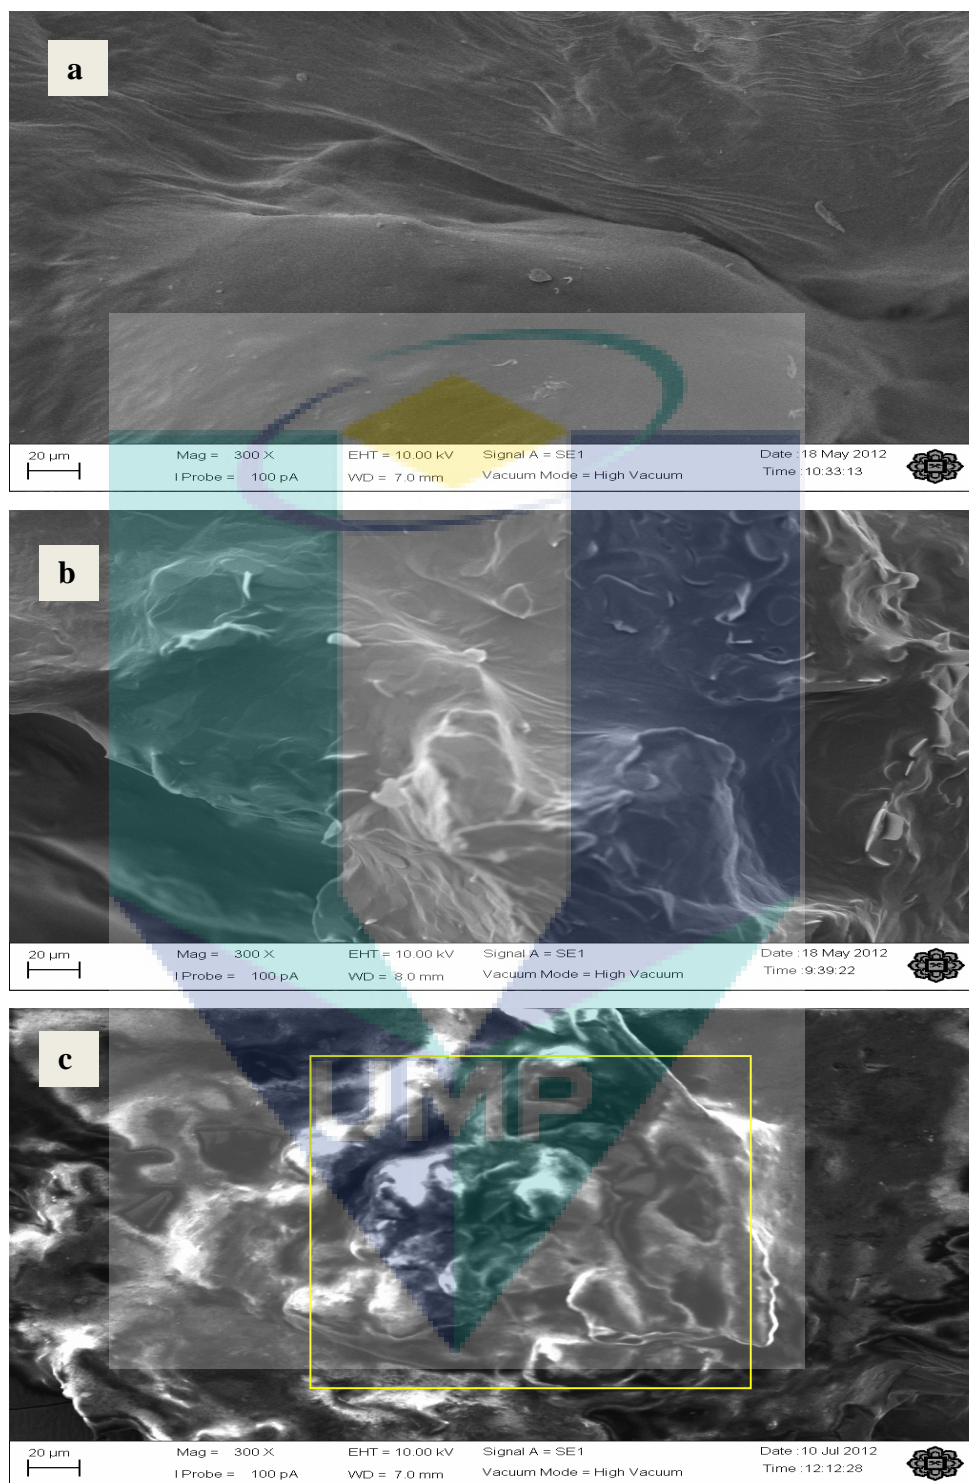 a
20 µm Mag = 300 X EHT = 10.00 kV Signal A = SE1 Date :18 May 2012
I Probe = 100 pA WD = 7.0 mm Vacuum Mode = High Vacuum Time :10:33:13
b
20 µm Mag = 300 X EHT = 10.00 kV Signal A = SE1 Date :18 May 2012
I Probe = 100 pA WD = 8.0 mm Vacuum Mode = High Vacuum Time :9:39:22
c
UMP
20 µm Mag = 300 X EHT = 10.00 kV Signal A = SE1 Date :10 Jul 2012
I Probe = 100 pA WD = 7.0 mm Vacuum Mode = High Vacuum Time :12:12:28